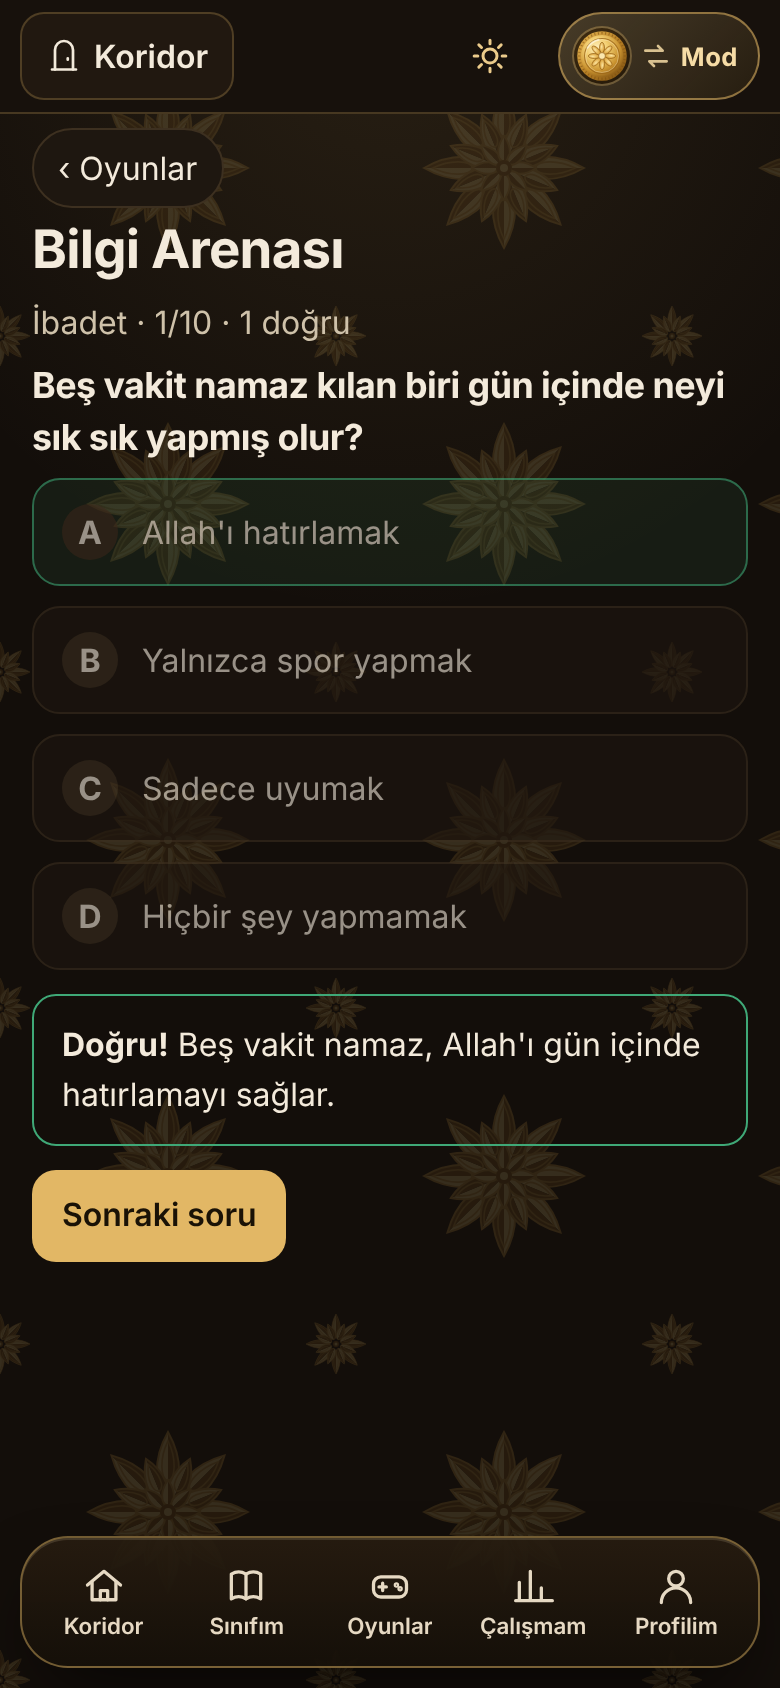 Koridor
Mod
‹ Oyunlar
Bilgi Arenası
İbadet · 1/10 · 1 doğru
Beş vakit namaz kılan biri gün içinde neyi
sık sık yapmış olur?
A Allah'ı hatırlamak
B Yalnızca spor yapmak
C Sadece uyumak
D Hiçbir şey yapmamak
Doğru! Beş vakit namaz, Allah'ı gün içinde
hatırlamayı sağlar.
Sonraki soru
Koridor Sınıfım Oyunlar Çalışmam Profilim